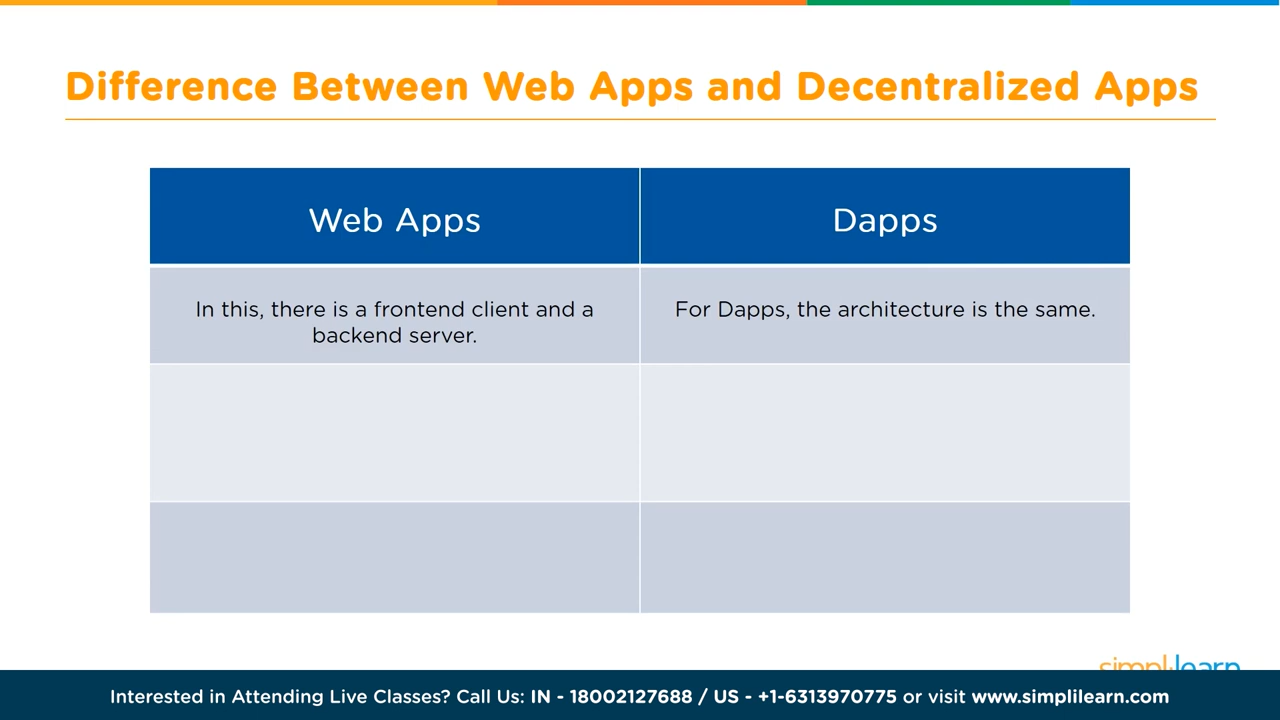 Difference Between Web Apps and Decentralized Apps
Web Apps
Dapps
In this, there is a frontend client and a
backend server.
For Dapps, the architecture is the same.
simplilearn
Interested in Attending Live Classes? Call Us: IN - 18002127688 / US - +1-6313970775 or visit www.simplilearn.com